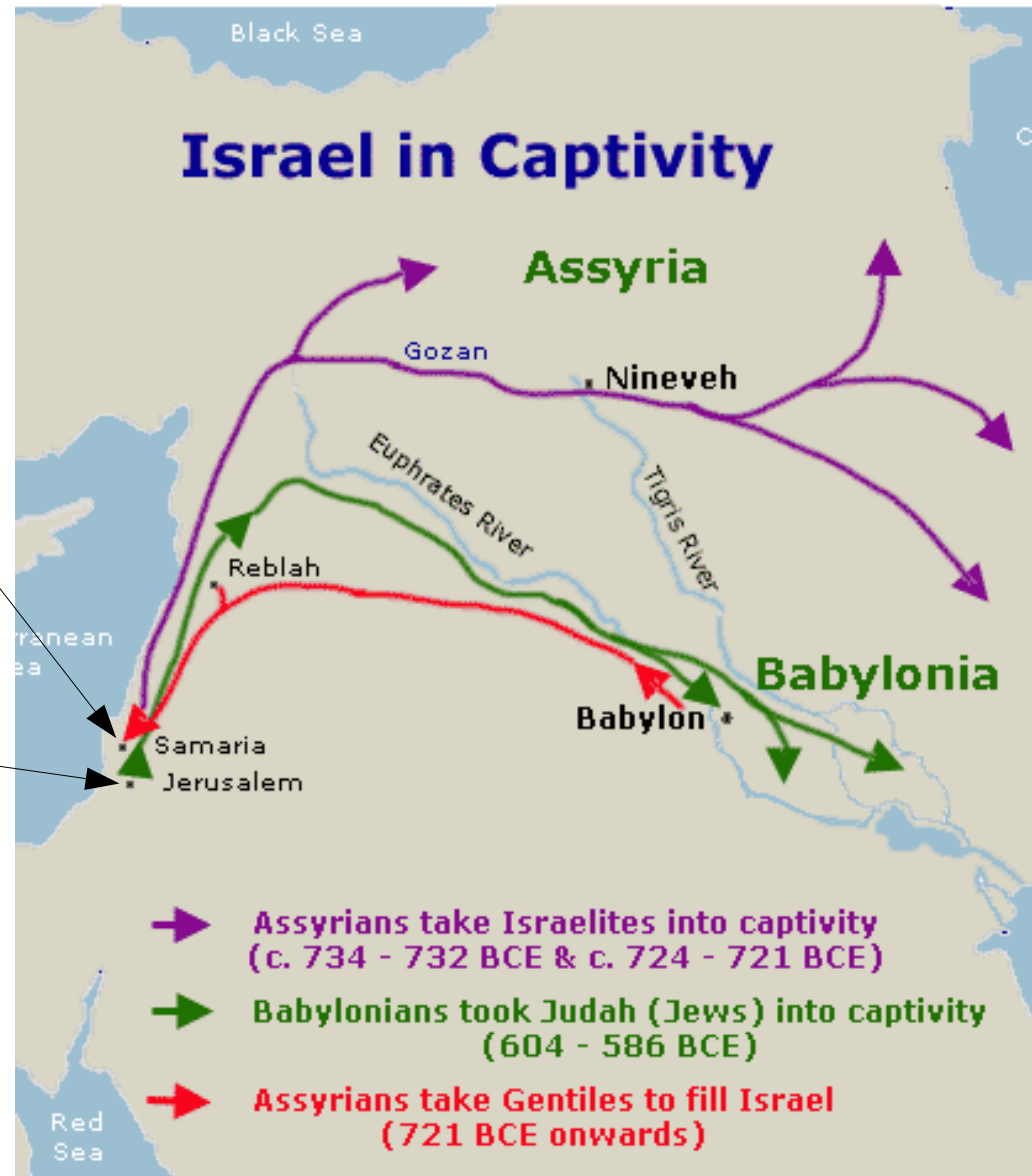 Black Sea
Israel in Captivity
Assyria
Gozan
Nineveh
Euphrates River
Tigris River
Reblah
Babylonia
Babylon
Samaria
Jerusalem
Assyrians take Israelites into captivity
(c. 734 - 732 BCE & c. 724 - 721 BCE)
Babylonians took Judah (Jews) into captivity
(604 - 586 BCE)
Assyrians take Gentiles to fill Israel
(721 BCE onwards)
Red
Sea